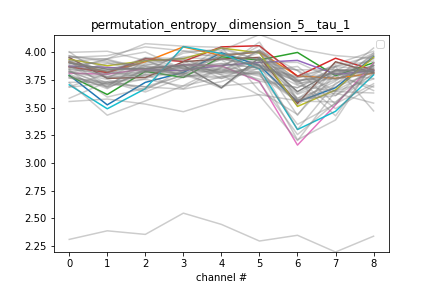 permutation_entropy__dimension_5__tau_1
4.00
3.75
3.50
3.25
3.00
2.75
2.50
2.25
0 1 2 3 4 5 6 7 8
channel #